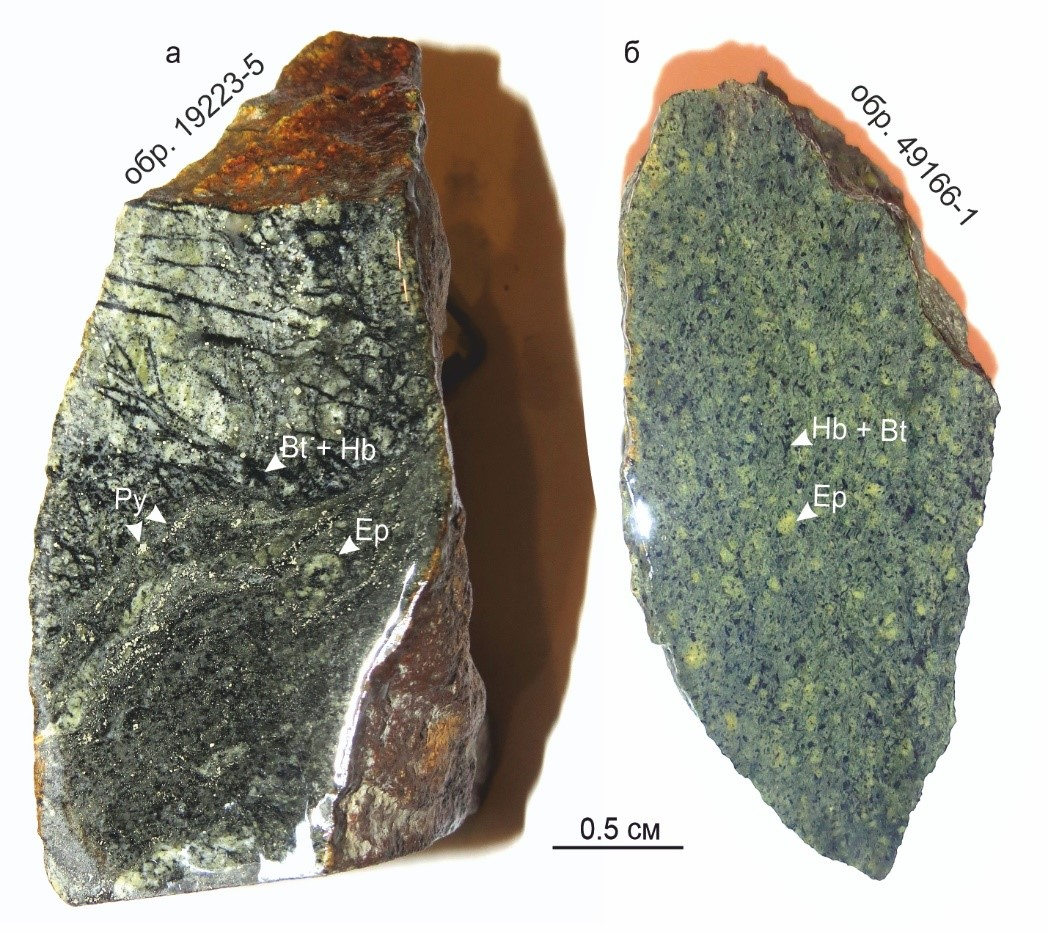 а
обр. 19223-5
Bt + Hb
Py
Ep
б
обр. 49166-1
Hb + Bt
Ep
0.5 см